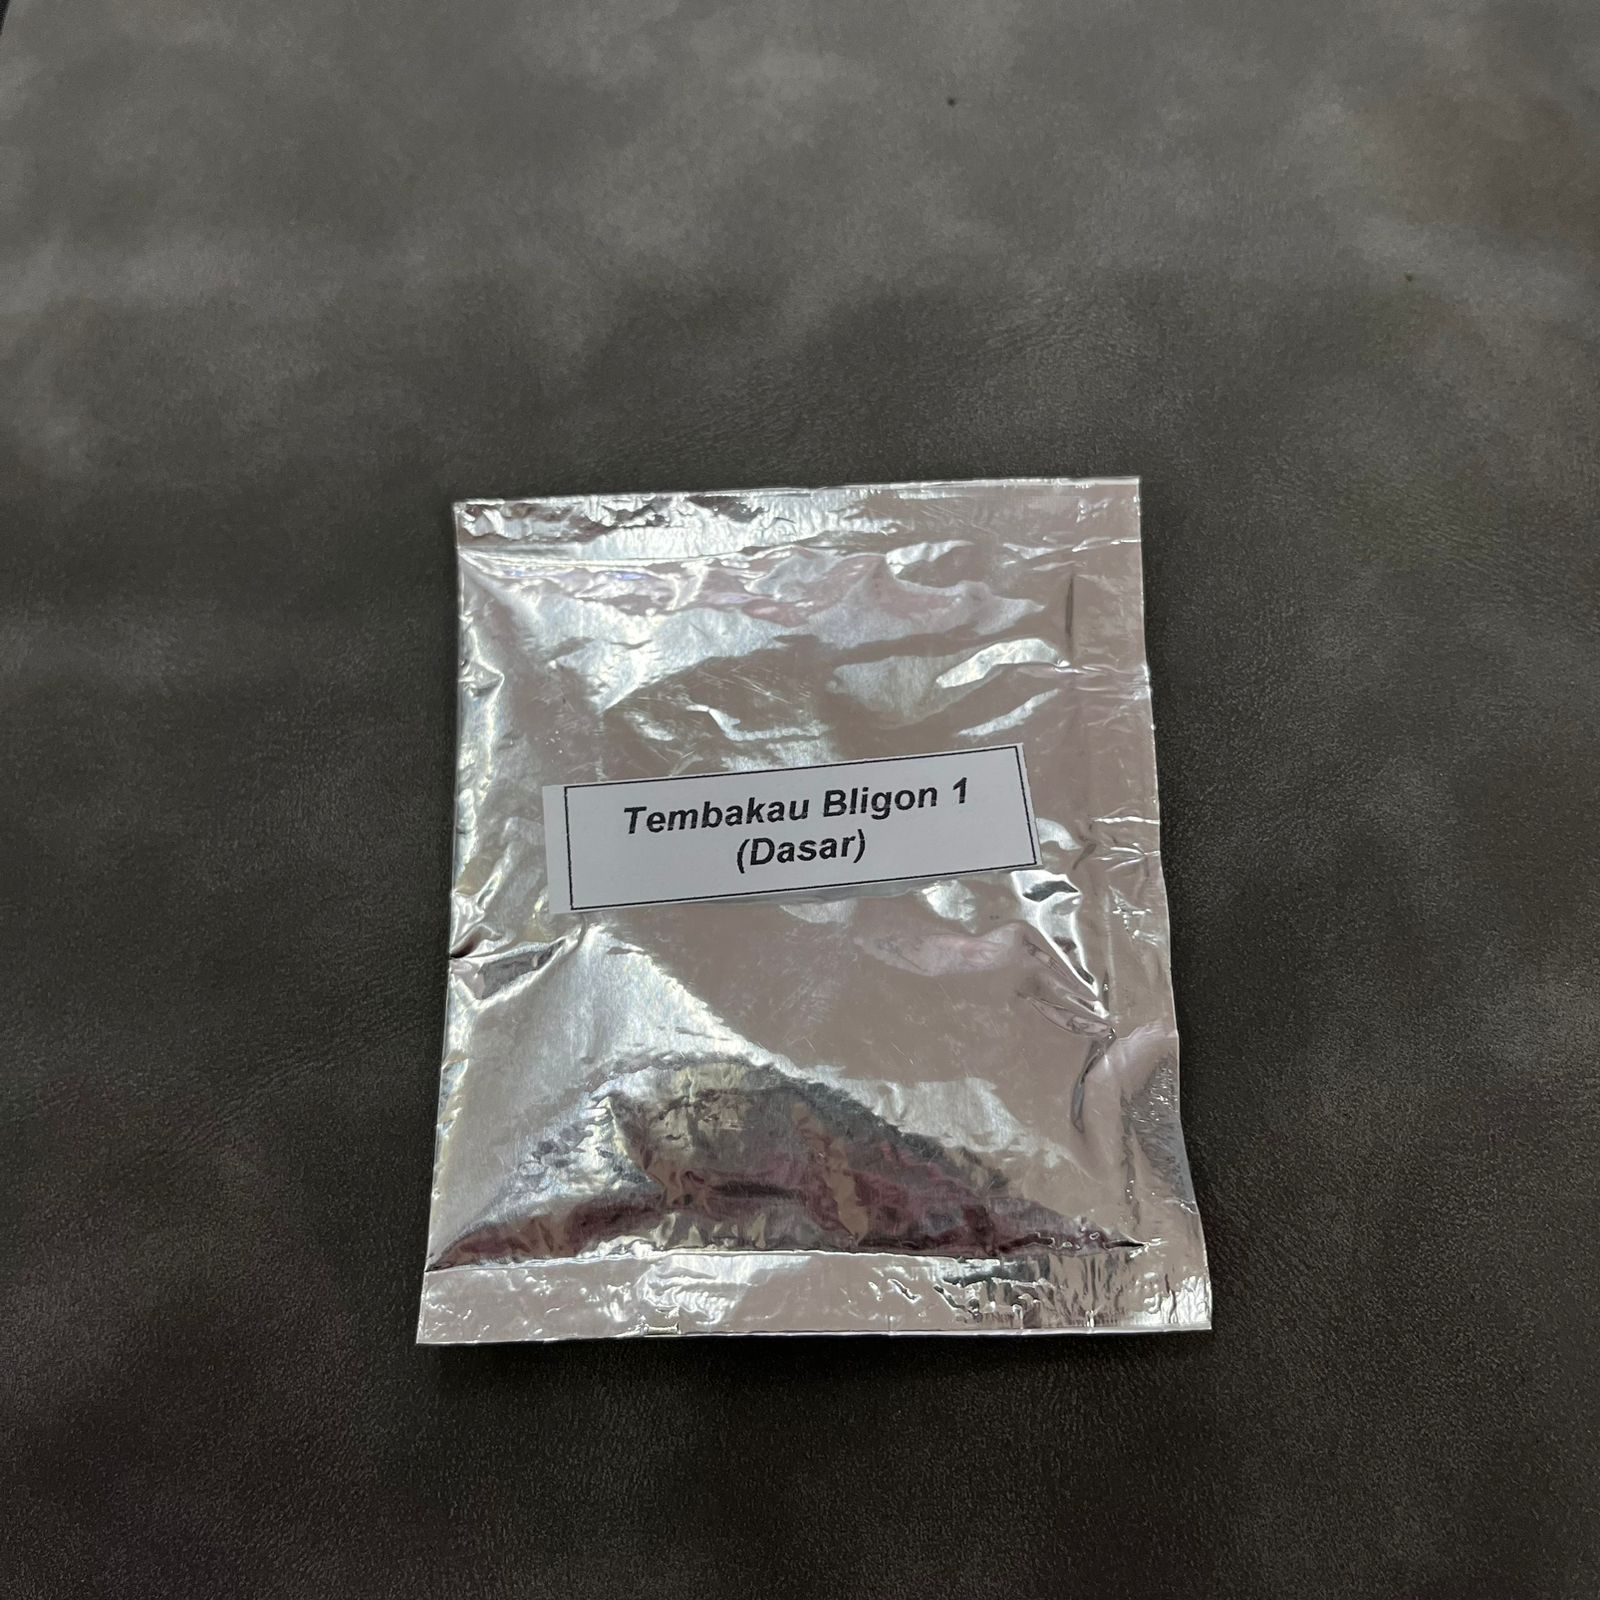 Tembakau Bligon 1
(Dasar)